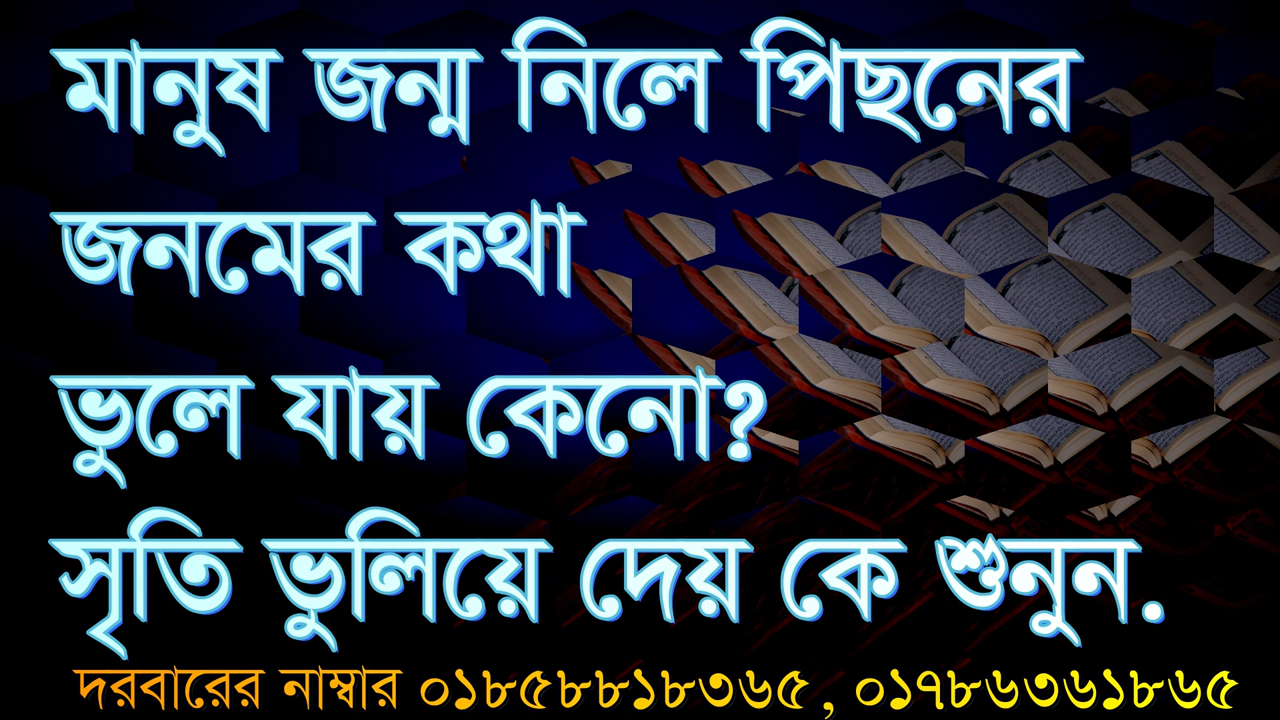 মানুষ জন্ম নিলে পিছনের
জনমের কথা
ভুলে যায় কেনো?
সৃতি ভুলিয়ে দেয় কে শুনুন.
দরবারের নাম্বার ০১৮৫৮৮১৮৩৬৫, ০১৭৮৬৩৬১৮৬৫